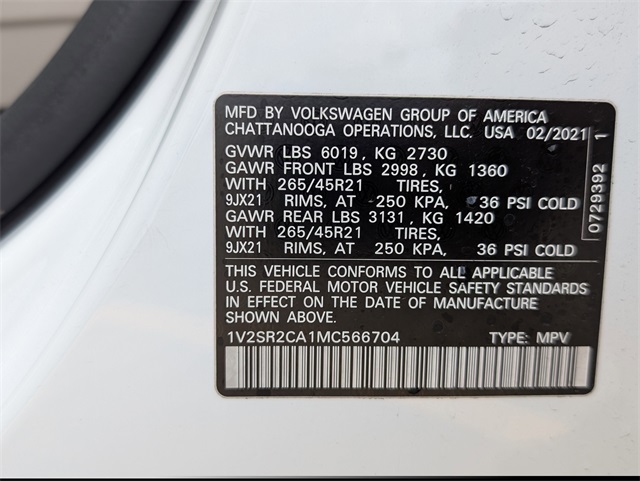 MFD BY VOLKSWAGEN GROUP OF AMERICA
CHATTANOOGA OPERATIONS, LLC. USA 02/2021
GVWR LBS 6019, KG 2730
GAWR FRONT LBS 2998, KG 1360
WITH 265/45R21 TIRES,
9JX21 RIMS, AT 250 KPA, 36 PSI COLD
GAWR REAR LBS 3131, KG 1420
WITH 265/45R21 TIRES,
9JX21 RIMS, AT 250 KPA, 36 PSI COLD
THIS VEHICLE CONFORMS TO ALL APPLICABLE
U.S. FEDERAL MOTOR VEHICLE SAFETY STANDARDS
IN EFFECT ON THE DATE OF MANUFACTURE
SHOWN ABOVE.
1V2SR2CA1MC566704 TYPE: MPV
0729392 1